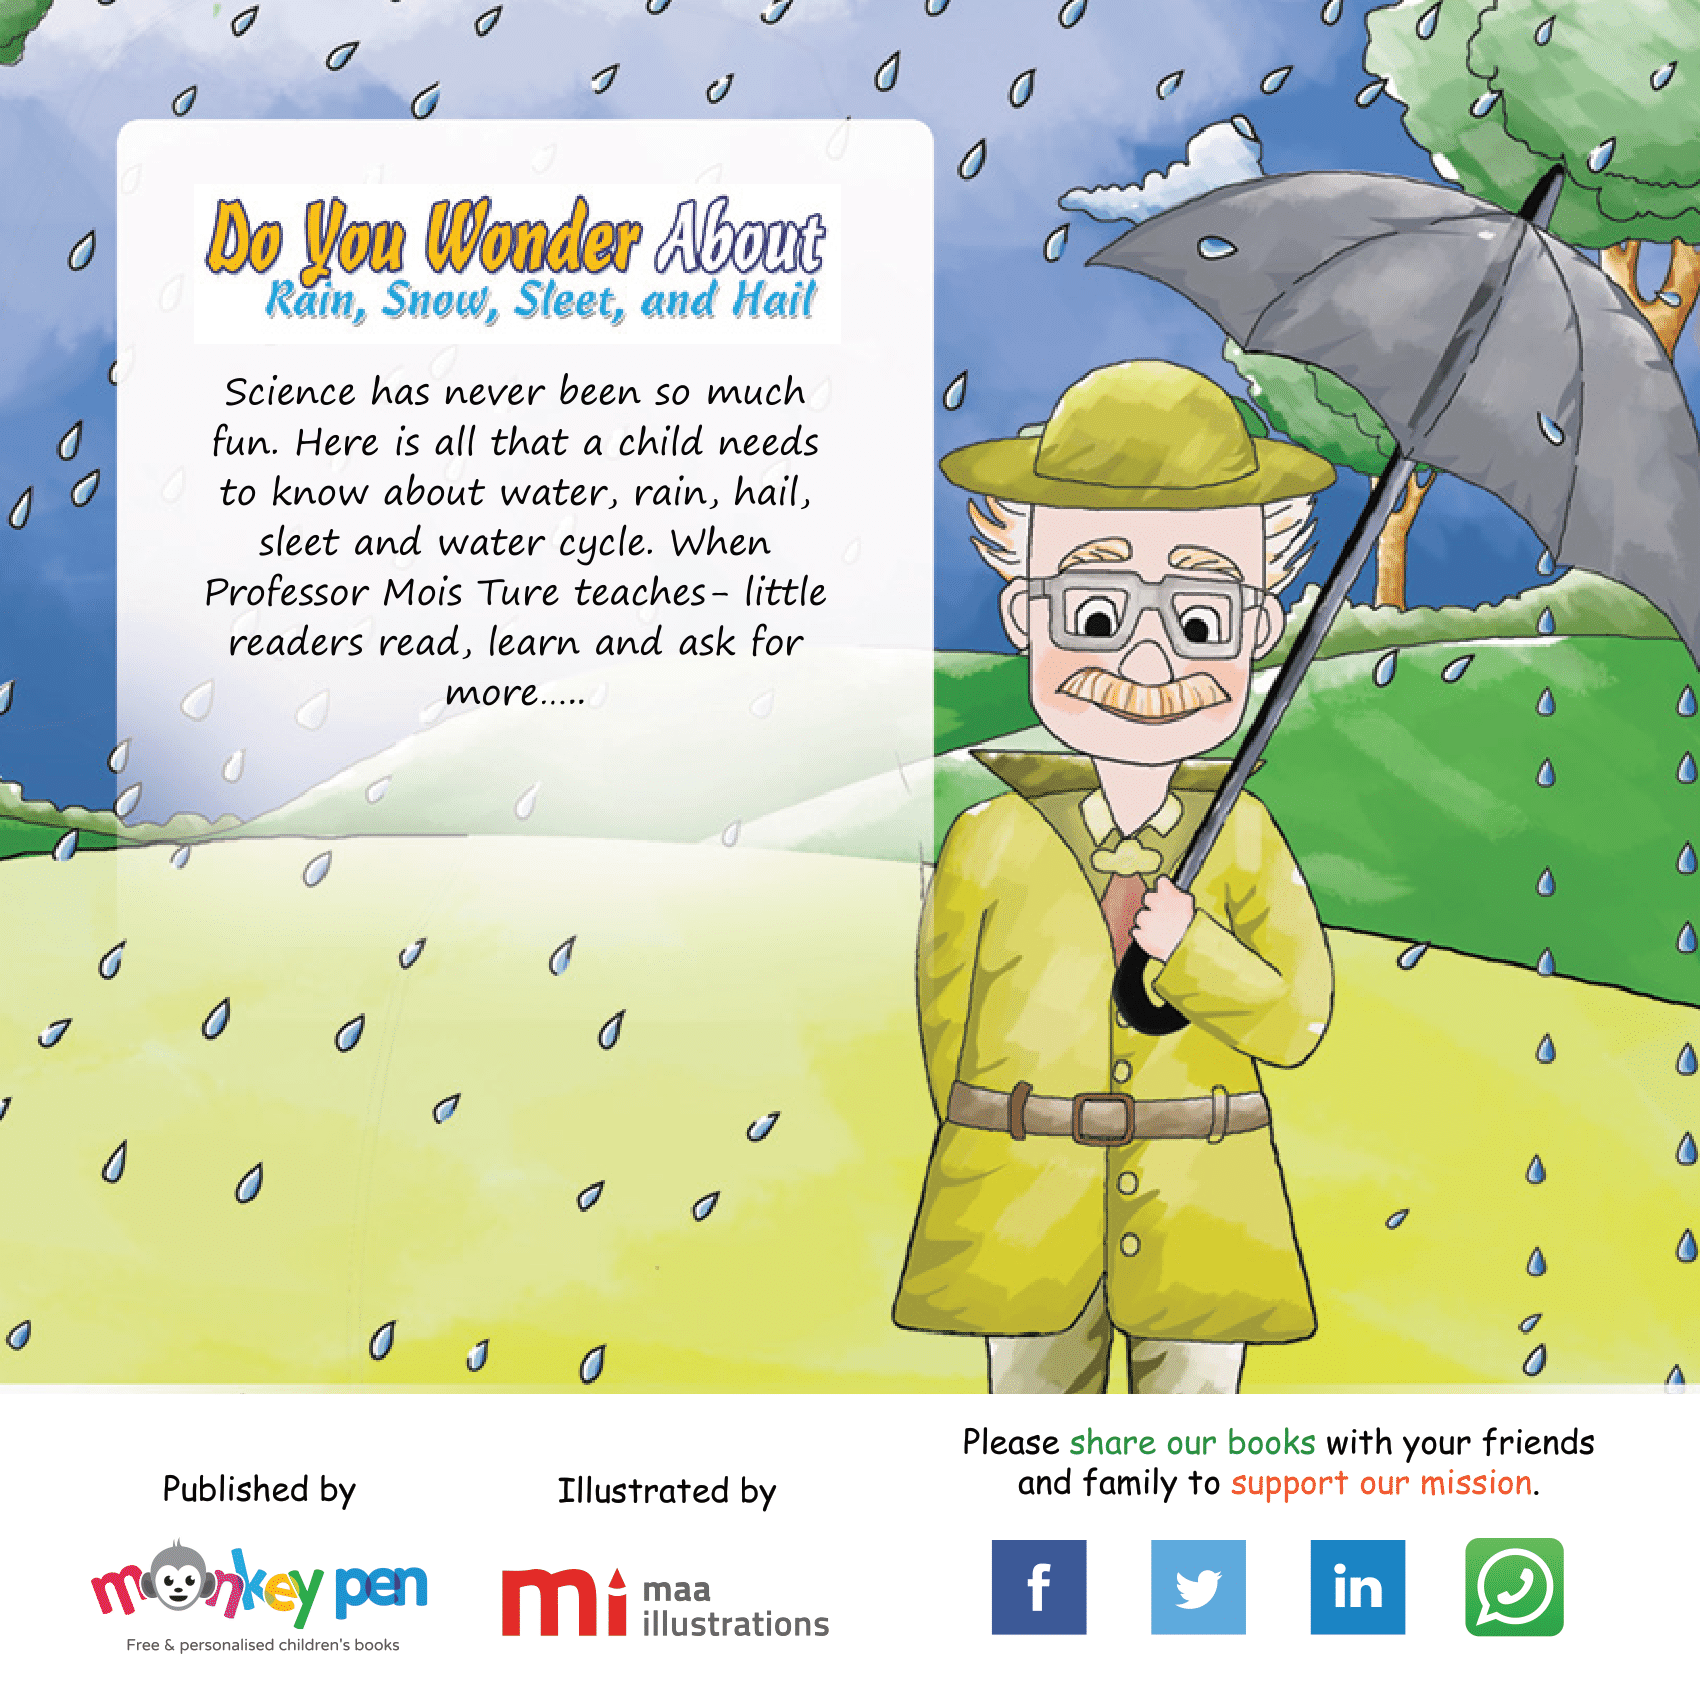 Do You Wonder About
Rain, Snow, Sleet, and Hail
Science has never been so much
fun. Here is all that a child needs
to know about water, rain, hail,
sleet and water cycle. When
Professor Mois Ture teaches- little
readers read, learn and ask for
more.....
Please share our books with your friends
and family to support our mission.
Published by
monkey pen
Free & personalised children's books
Illustrated by
mi maa
illustrations
f
in